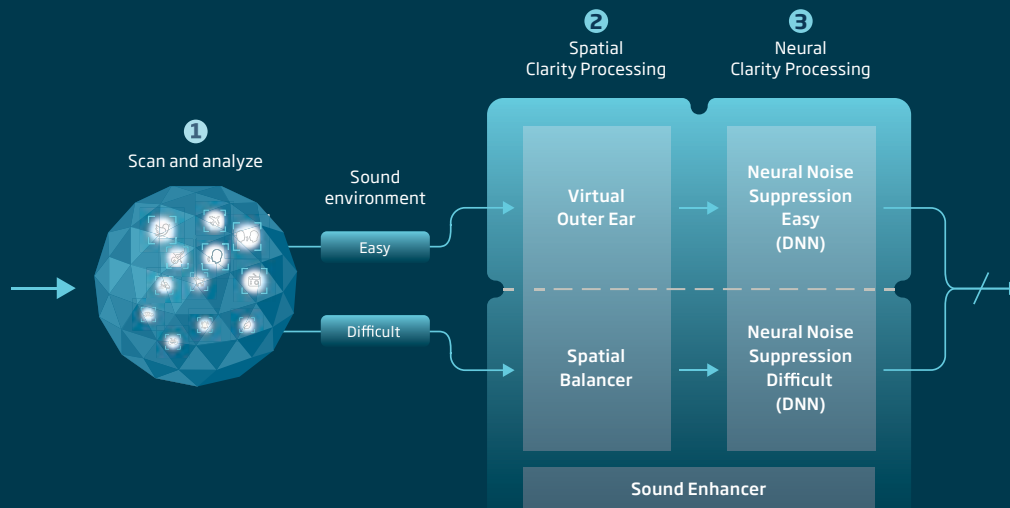 1
Scan and analyze
Sound
environment
Easy
Difficult
2
Spatial
Clarity Processing
3
Neural
Clarity Processing
Virtual
Outer Ear
Neural Noise
Suppression
Easy
(DNN)
Spatial
Balancer
Neural Noise
Suppression
Difficult
(DNN)
Sound Enhancer